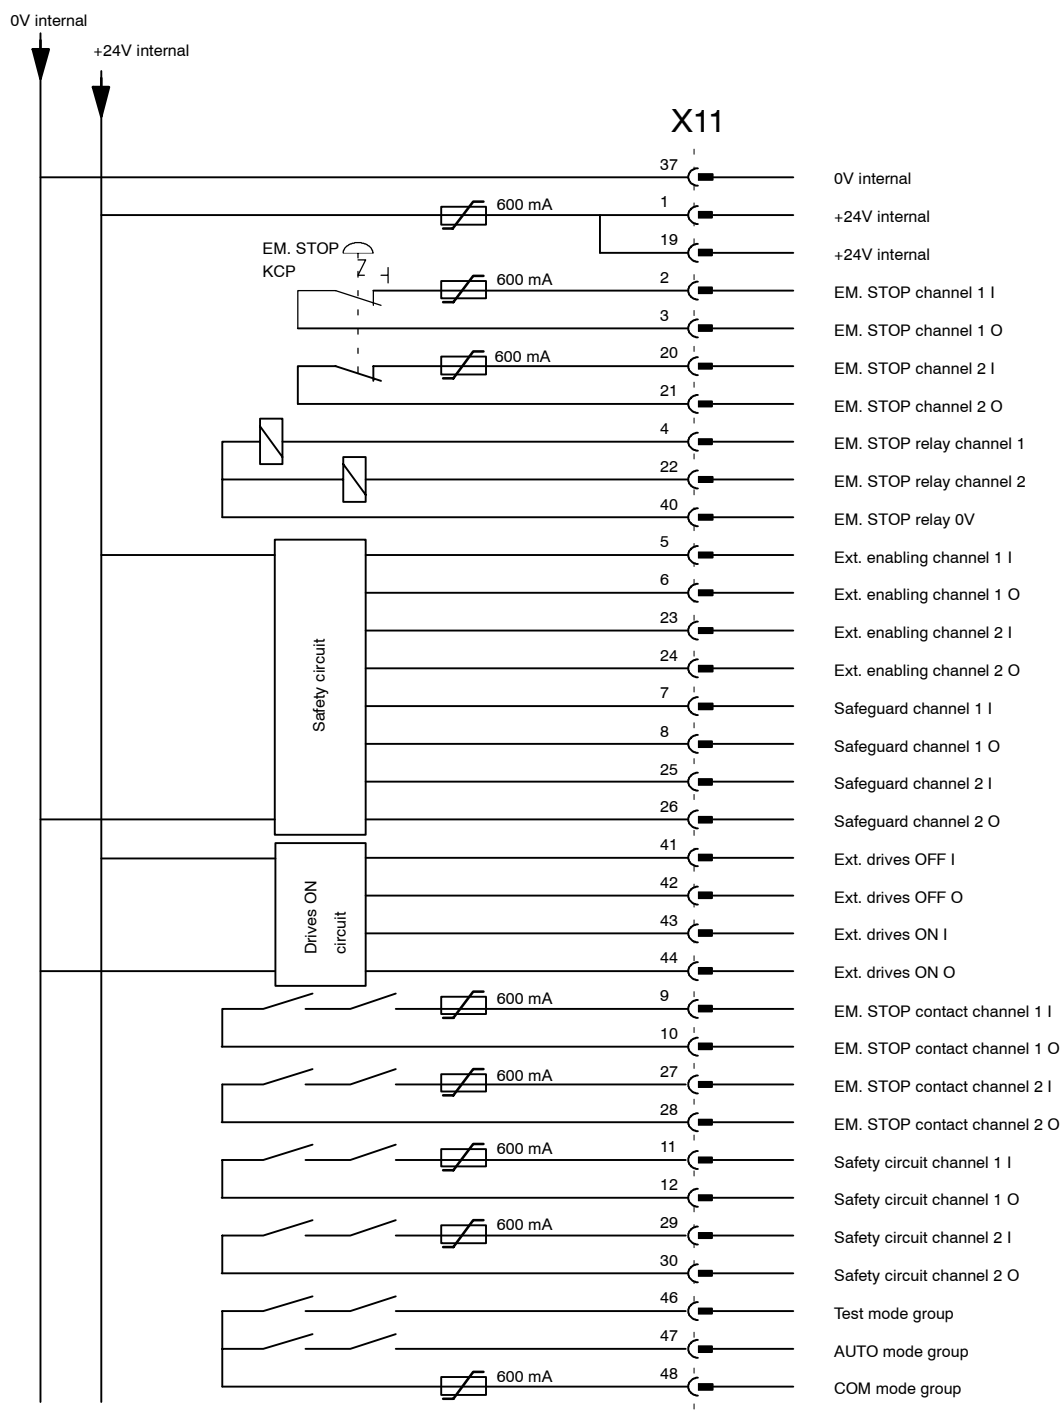 0V internal
+24V internal
X11
37 0V internal
600 mA 1 +24V internal
19 +24V internal
EM. STOP
KCP
600 mA 2 EM. STOP channel 1 I
3 EM. STOP channel 1 O
600 mA 20 EM. STOP channel 2 I
21 EM. STOP channel 2 O
4 EM. STOP relay channel 1
22 EM. STOP relay channel 2
40 EM. STOP relay 0V
Safety circuit
5 Ext. enabling channel 1 I
6 Ext. enabling channel 1 O
23 Ext. enabling channel 2 I
24 Ext. enabling channel 2 O
7 Safeguard channel 1 I
8 Safeguard channel 1 O
25 Safeguard channel 2 I
26 Safeguard channel 2 O
Drives ON
circuit
41 Ext. drives OFF I
42 Ext. drives OFF O
43 Ext. drives ON I
44 Ext. drives ON O
600 mA 9 EM. STOP contact channel 1 I
10 EM. STOP contact channel 1 O
600 mA 27 EM. STOP contact channel 2 I
28 EM. STOP contact channel 2 O
600 mA 11 Safety circuit channel 1 I
12 Safety circuit channel 1 O
600 mA 29 Safety circuit channel 2 I
30 Safety circuit channel 2 O
46 Test mode group
47 AUTO mode group
600 mA 48 COM mode group